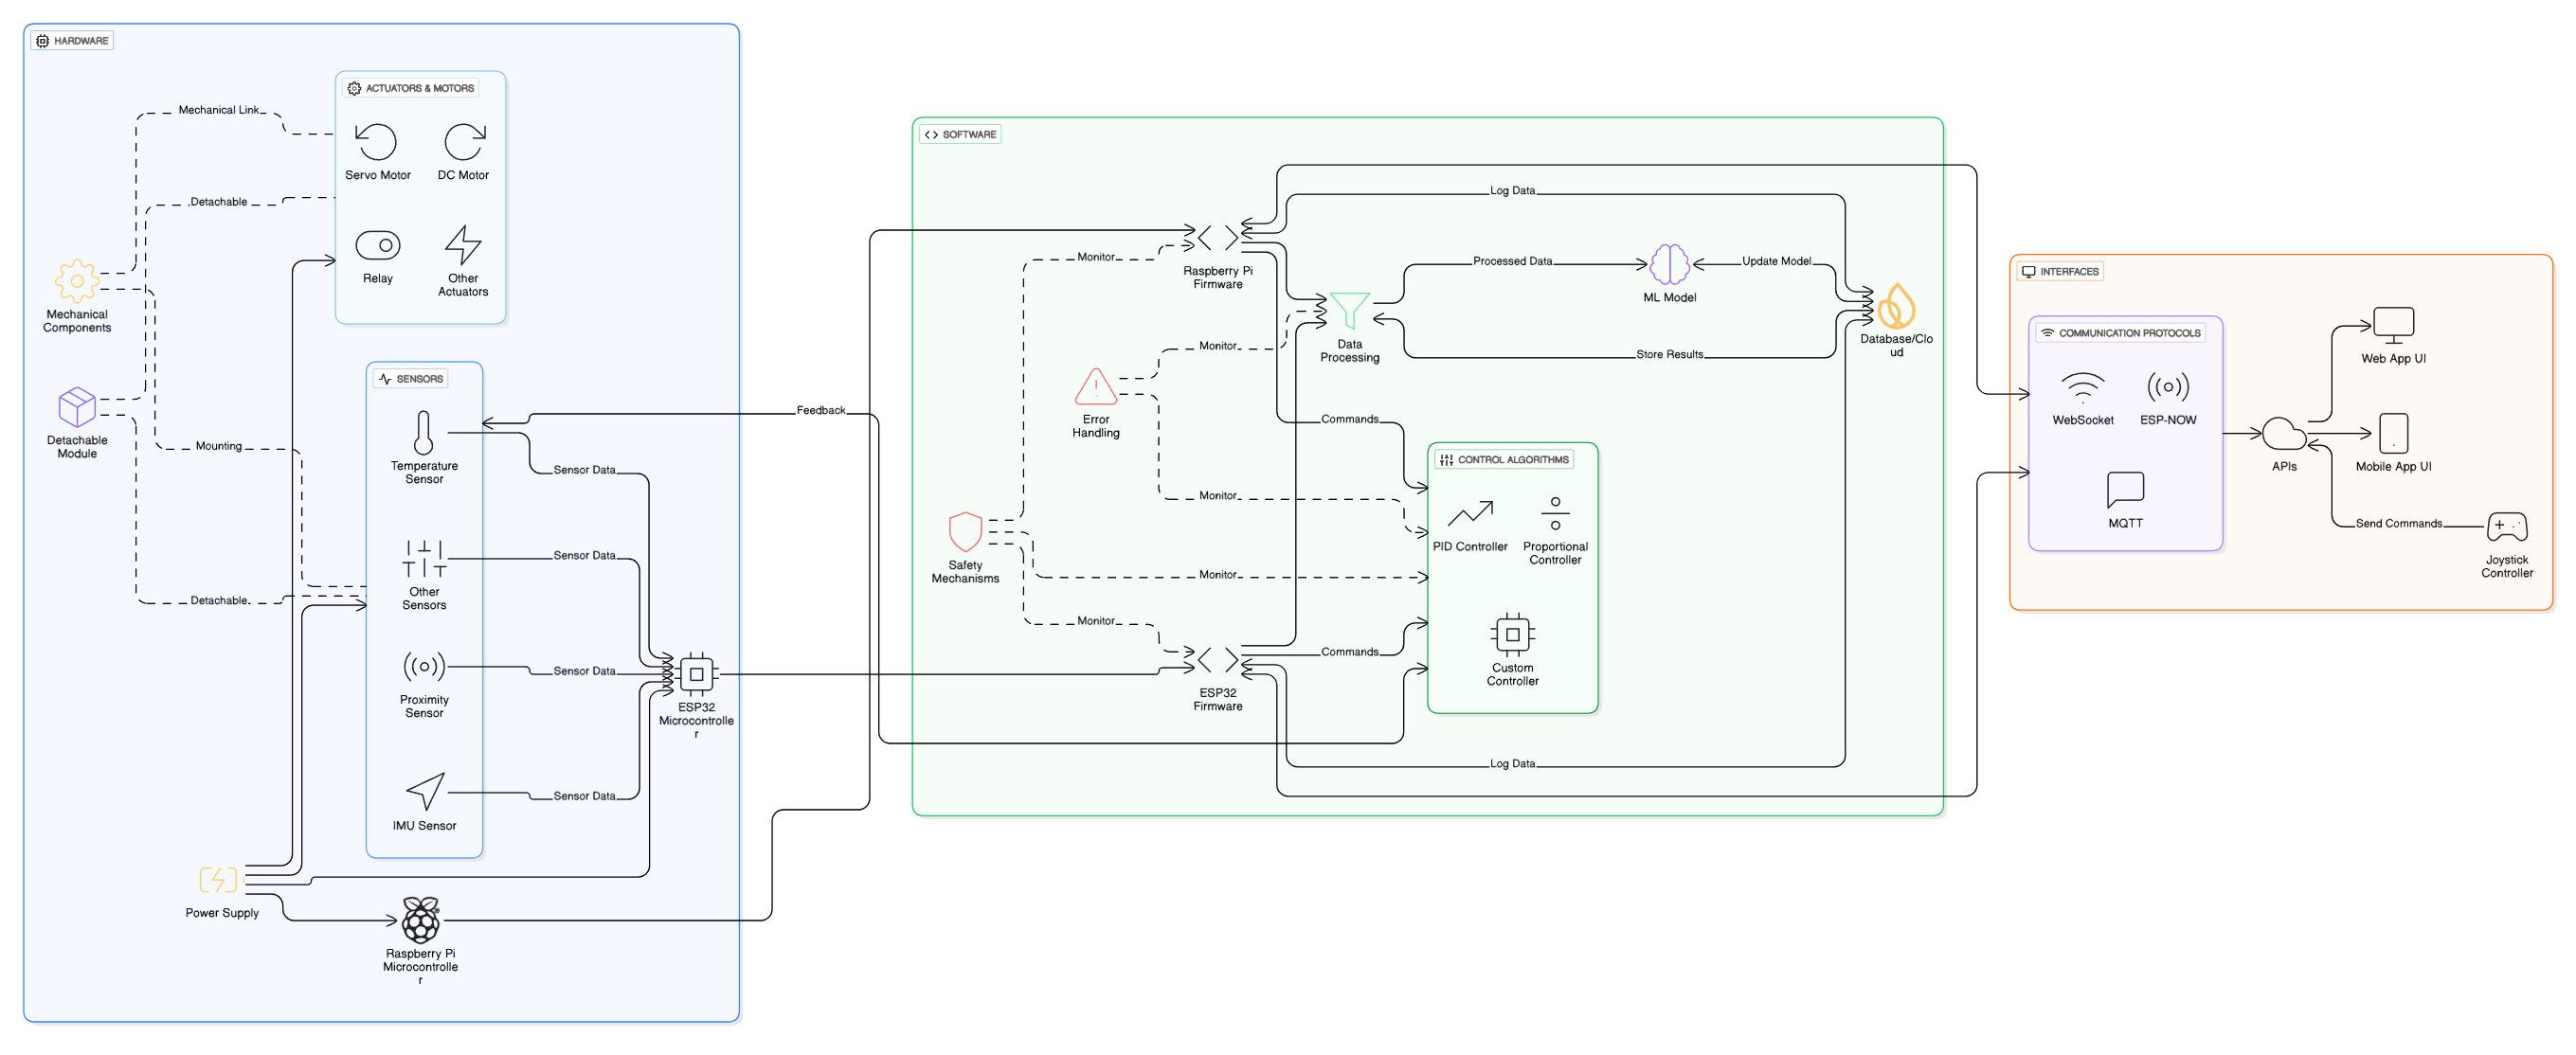 HARDWARE
ACTUATORS & MOTORS
Mechanical Link
Servo Motor
DC Motor
Detachable
Relay
Other
Actuators
Mechanical
Components
SENSORS
Detachable
Module
Mounting
Temperature
Sensor
Sensor Data
Sensor Data
Other
Sensors
Detachable
Proximity
Sensor
Sensor Data
ESP32
Microcontrolle
r
IMU Sensor
Sensor Data
Power Supply
Raspberry Pi
Microcontrolle
r
Feedback
SOFTWARE
Log Data
Monitor
Raspberry Pi
Firmware
Processed Data
ML Model
Update Model
Monitor
Data
Processing
Store Results
Database/Clo
ud
Error
Handling
Commands
CONTROL ALGORITHMS
Monitor
PID Controller
Proportional
Controller
Safety
Mechanisms
Monitor
Monitor
Commands
Custom
Controller
ESP32
Firmware
Log Data
INTERFACES
COMMUNICATION PROTOCOLS
WebSocket
ESP-NOW
MQTT
APIs
Web App UI
Mobile App UI
Send Commands
Joystick
Controller